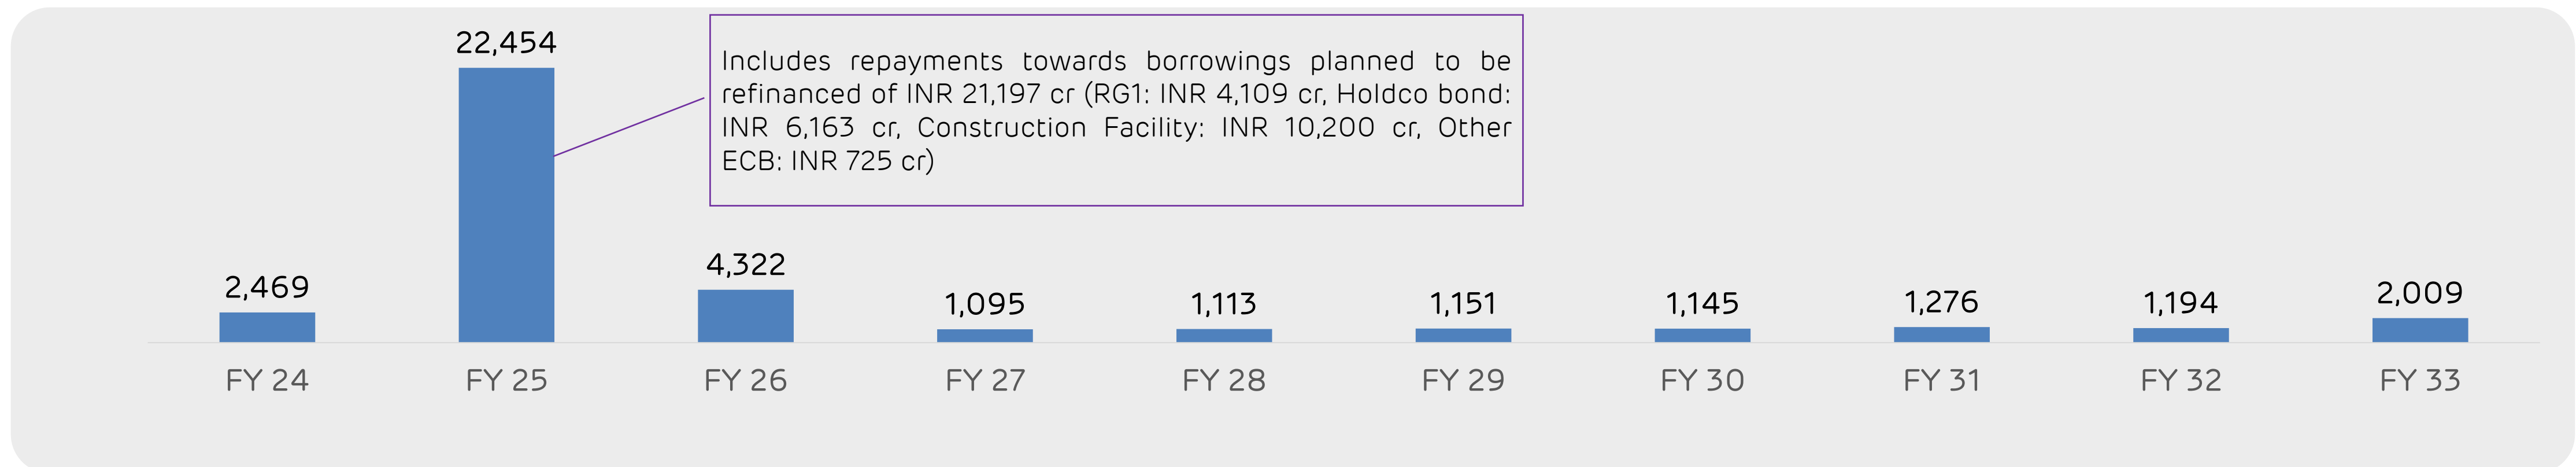 22,454
Includes repayments towards borrowings planned to be
refinanced of INR 21,197 cr (RG1: INR 4,109 cr, Holdco bond:
INR 6,163 cr, Construction Facility: INR 10,200 cr, Other
ECB: INR 725 cr)
2,469
4,322
1,095
1,113
1,151
1,145
1,276
1,194
2,009
FY 24
FY 25
FY 26
FY 27
FY 28
FY 29
FY 30
FY 31
FY 32
FY 33